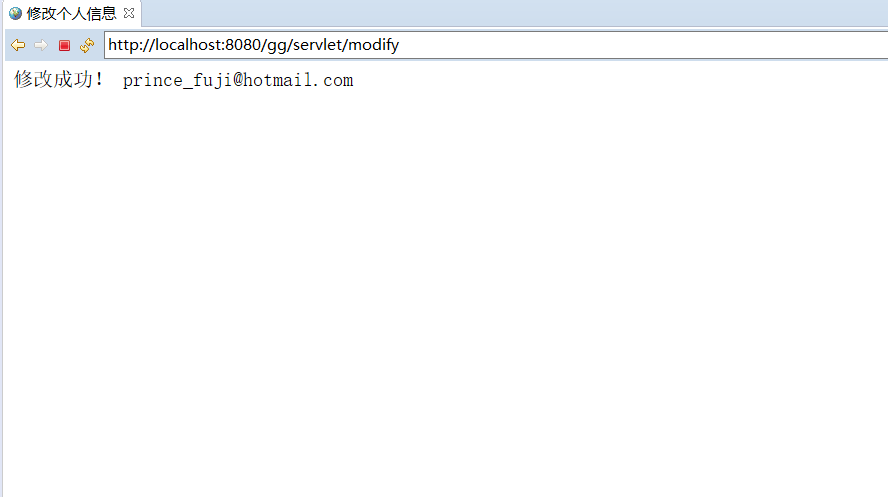 修改个人信息
http://localhost:8080/gg/servlet/modify
修改成功! prince_fuji@hotmail.com